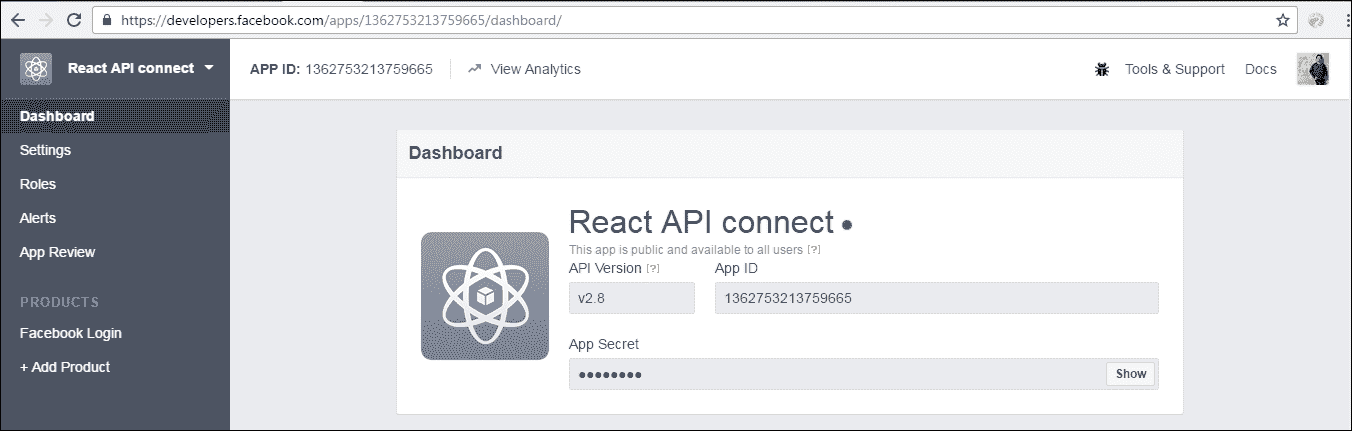 https://developers.facebook.com/apps/1362753213759665/dashboard/
React API connect
APP ID: 1362753213759665
View Analytics
Tools & Support
Docs
Dashboard
Settings
Roles
Alerts
App Review
PRODUCTS
Facebook Login
+ Add Product
Dashboard
React API connect
This app is public and available to all users [?]
API Version [?]
App ID
v2.8
1362753213759665
App Secret
●●●●●●●●
Show